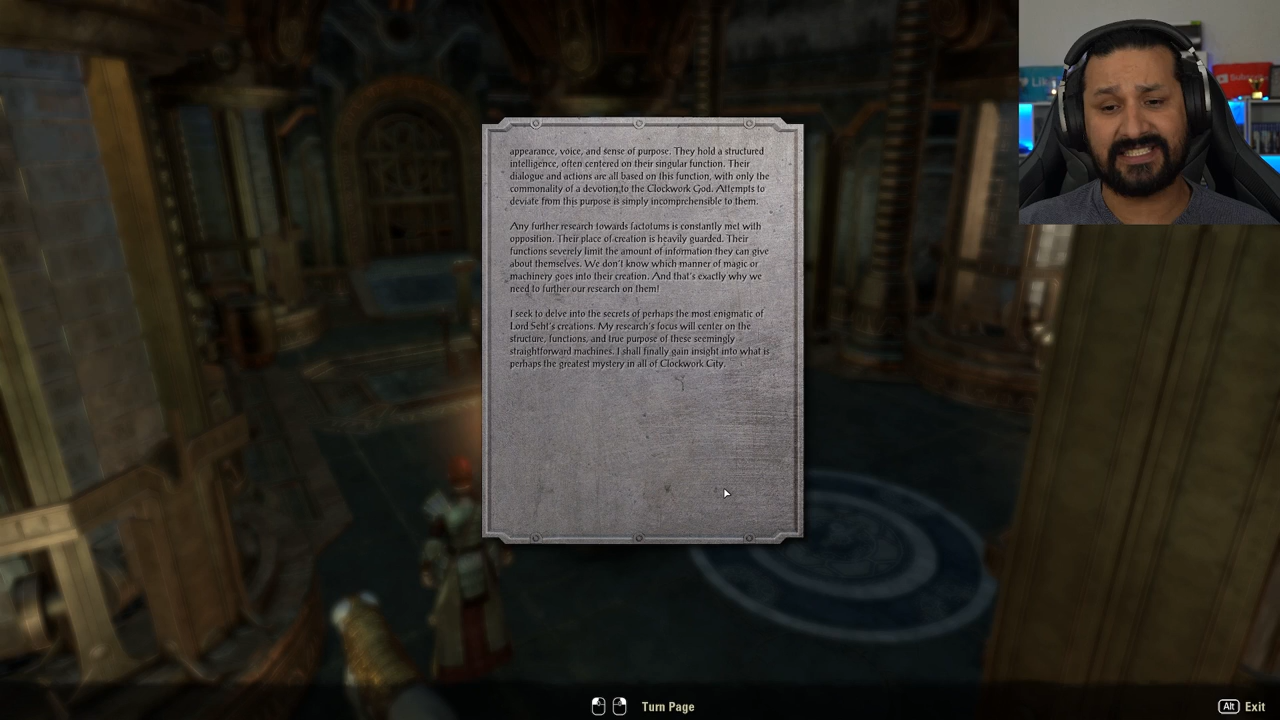 Like
Subscribe
appearance, voice, and sense of purpose. They hold a structured
intelligence, often centered on their singular function. Their
dialogue and actions are all based on this function, with only the
commonality of a devotion to the Clockwork God. Attempts to
deviate from this purpose is simply incomprehensible to them.
Any further research towards factotums is constantly met with
opposition. Their place of creation is heavily guarded. Their
functions severely limit the amount of information they can give
about themselves. We don't know which manner of magic or
machinery goes into their creation. And that's exactly why we
need to further our research on them!
I seek to delve into the secrets of perhaps the most enigmatic of
Lord Seht's creations. My research's focus will center on the
structure, functions, and true purpose of these seemingly
straightforward machines. I shall finally gain insight into what is
perhaps the greatest mystery in all of Clockwork City.
Turn Page
Alt Exit